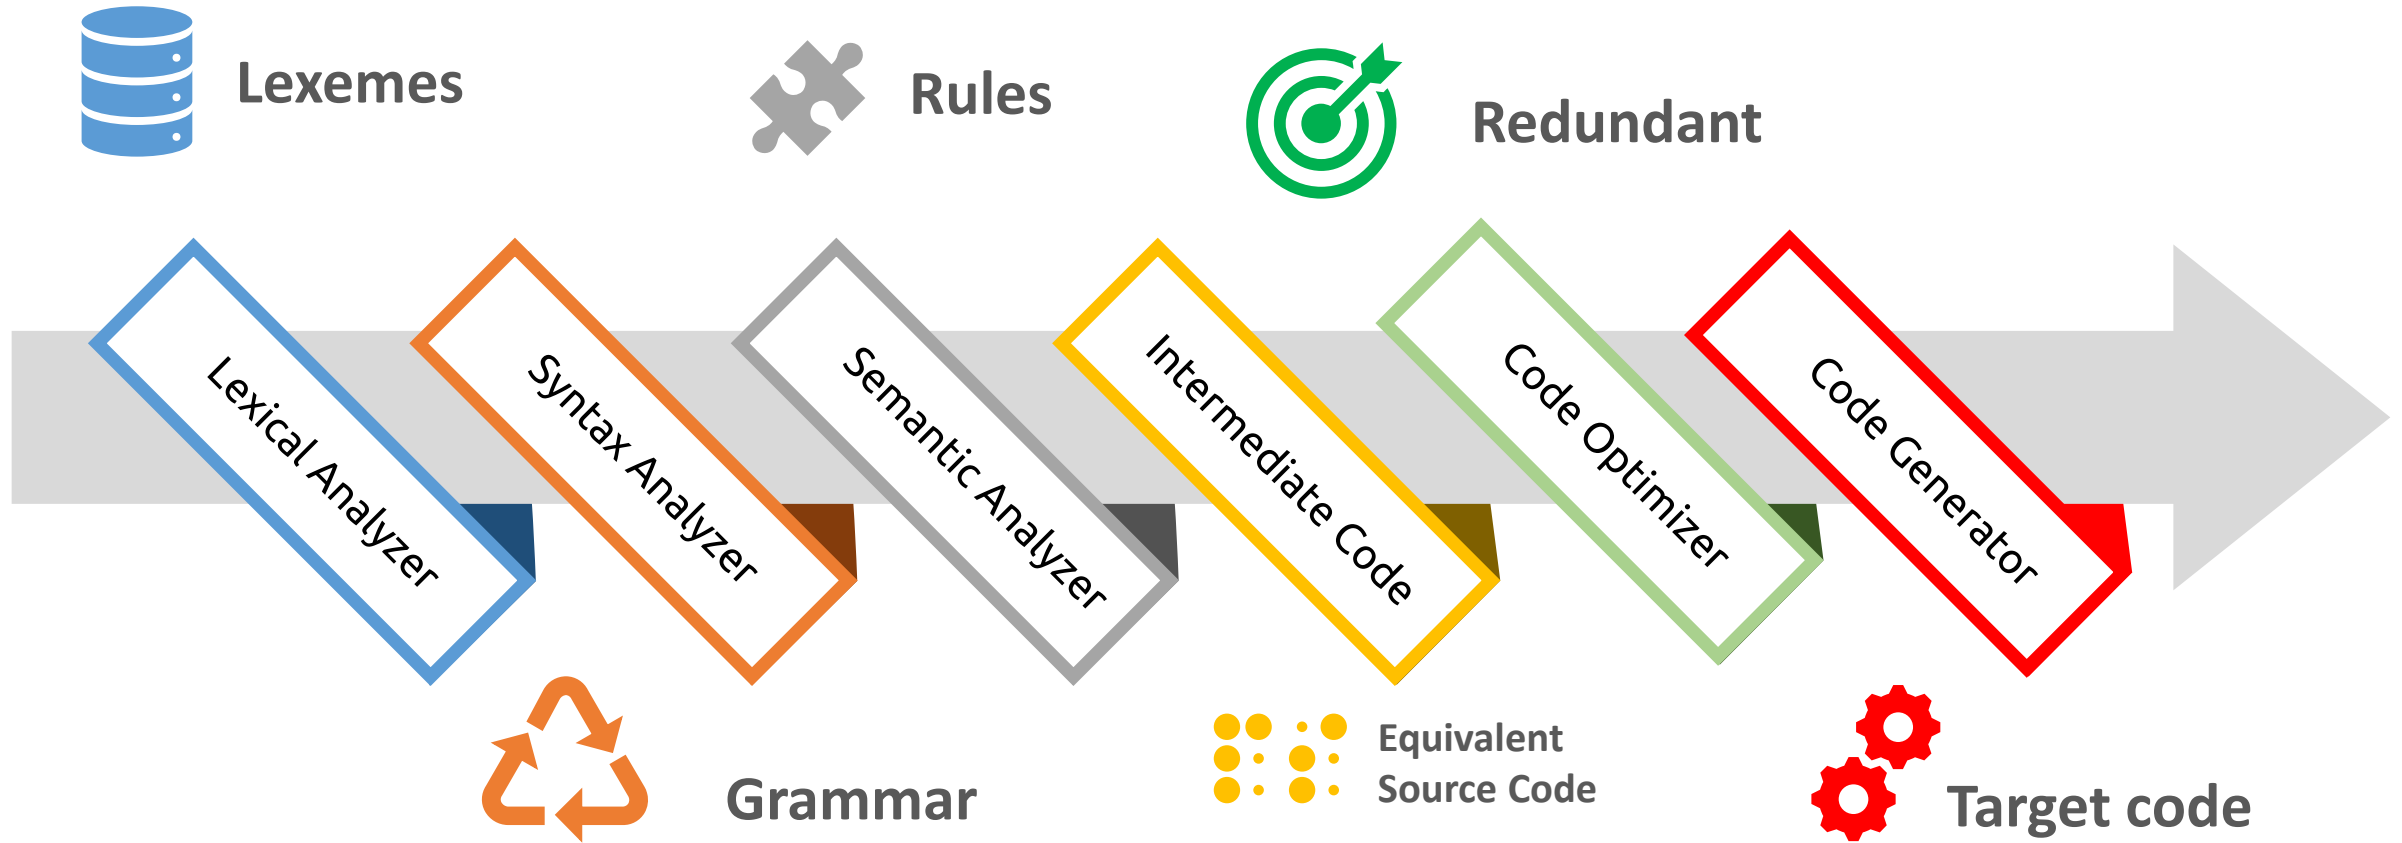 Lexemes
Rules
Redundant
Lexical Analyzer
Syntax Analyzer
Semantic Analyzer
Intermediate Code
Code Optimizer
Code Generator
Grammar
Equivalent
Source Code
Target code